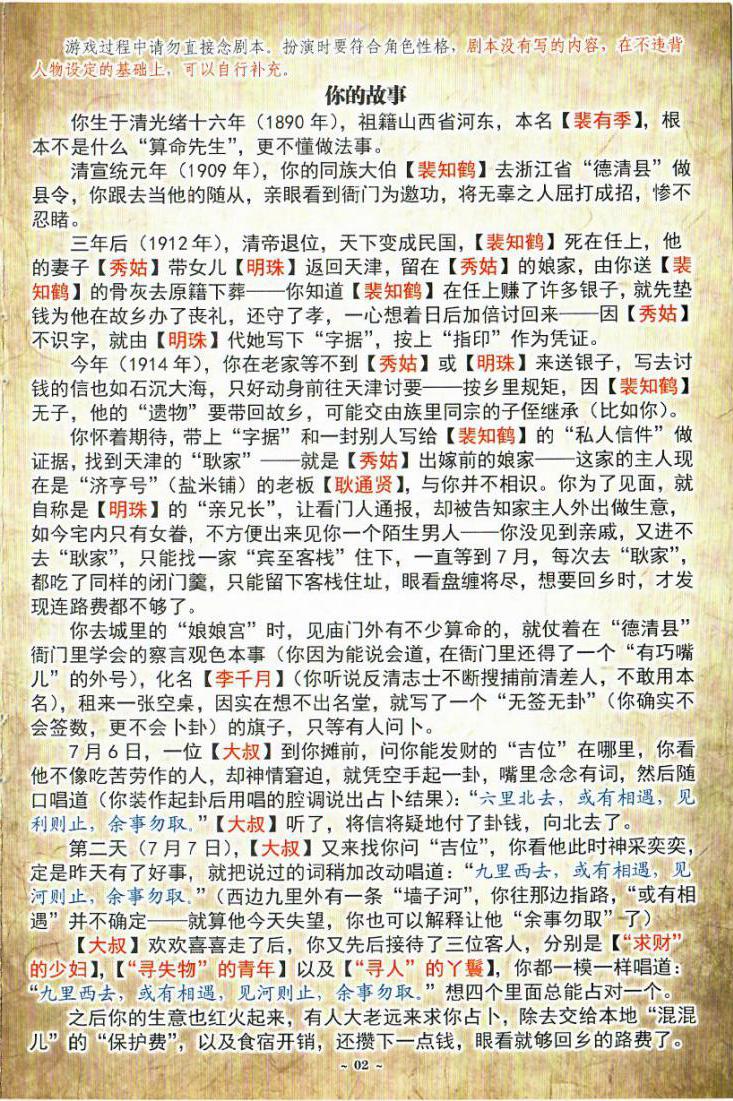 游戏过程中请勿直接念剧本。扮演时要符合角色性格，剧本没有写的内容，在不违背
人物设定的基础上，可以自行补充。
你的故事
你生于清光绪十六年（1890 年），祖籍山西省河东，本名【裴有季】，根
本不是什么“算命先生”，更不懂做法事。
清宣统元年（1909 年），你的同族大伯【裴知鹤】去浙江省“德清县”做
县令，你跟去当他的随从，亲眼看到衙门为邀功，将无辜之人屈打成招，惨不
忍睹。
三年后（1912 年），清帝退位，天下变成民国，【裴知鹤】死在任上，他
的妻子【秀姑】带女儿【明珠】返回天津，留在【秀姑】的娘家，由你送【裴
知鹤】的骨灰去原籍下葬——你知道【裴知鹤】在任上赚了许多银子，就先垫
钱为他在故乡办了丧礼，还守了孝，一心想着日后加倍讨回来——因【秀姑】
不识字，就由【明珠】代她写下“字据”，按上“指印”作为凭证。
今年（1914 年），你在老家等不到【秀姑】或【明珠】来送银子，写去讨
钱的信也如石沉大海，只好动身前往天津讨要——按乡里规矩，因【裴知鹤】
无子，他的“遗物”要带回故乡，可能交由族里同宗的子侄继承（比如你）。
你怀着期待，带上“字据”和一封别人写给【裴知鹤】的“私人信件”做
证据，找到天津的“耿家”——就是【秀姑】出嫁前的娘家——这家的主人现
在是“济亨号”（盐米铺）的老板【耿通贤】，与你并不相识。你为了见面，就
自称是【明珠】的“亲兄长”，让看门人通报，却被告知家主人外出做生意，
如今宅内只有女眷，不方便出来见你一个陌生男人——你没见到亲戚，又进不
去“耿家”，只能找一家“宾至客栈”住下，一直等到 7 月，每次去“耿家”，
都吃了同样的闭门羹，只能留下客栈住址，眼看盘缠将尽，想要回乡时，才发
现连路费都不够了。
你去城里的“娘娘宫”时，见庙门外有不少算命的，就仗着在“德清县”
衙门里学会的察言观色本事（你因为能说会道，在衙门里还得了一个“有巧嘴
儿”的外号），化名【李千月】（你听说反清志士不断搜捕前清差人，不敢用本
名），租来一张空桌，因实在想不出名堂，就写了一个“无签无卦”（你确实不
会签数，更不会卜卦）的旗子，只等有人问卜。
7 月 6 日，一位【大叔】到你摊前，问你能发财的“吉位”在哪里，你看
他不像吃苦劳作的人，却神情窘迫，就凭空手起一卦，嘴里念念有词，然后随
口唱道（你装作起卦后用唱的腔调说出占卜结果）：“六里北去，或有相遇，见
利则止，余事勿取。”【大叔】听了，将信将疑地付了卦钱，向北去了。
第二天（7 月 7 日），【大叔】又来找你问“吉位”，你看他此时神采奕奕，
定是昨天有了好事，就把说过的词稍加改动唱道：“九里西去，或有相遇，见
河则止，余事勿取。”（西边九里外有一条“墙子河”，你往那边指路，“或有相
遇”并不确定——就算他今天失望，你也可以解释让他“余事勿取”了）
【大叔】欢欢喜喜走了后，你又先后接待了三位客人，分别是【“求财”
的少妇】，【“寻失物”的青年】以及【“寻人”的丫鬟】，你都一模一样唱道：
“九里西去，或有相遇，见河则止，余事勿取。”想四个里面总能占对一个。
之后你的生意也红火起来，有人大老远来求你占卜，除去交给本地“混混
儿”的“保护费”，以及食宿开销，还攒下一点钱，眼看就够回乡的路费了。
~ 02 ~